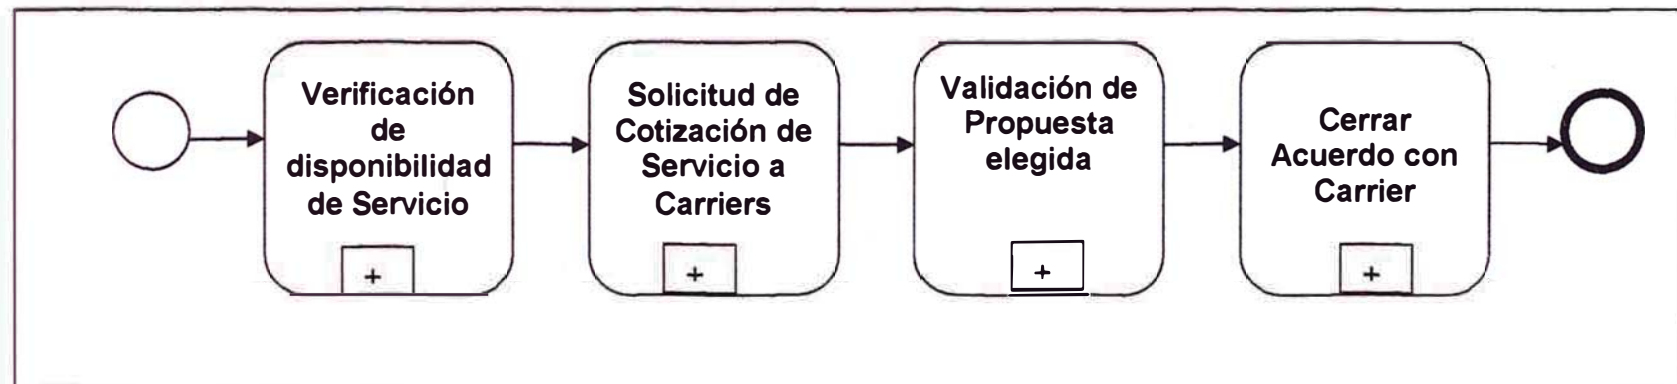 Verificación
de
disponibilidad
de Servicio
+
Solicitud de
Cotización de
Servicio a
Carriers
+
Validación de
Propuesta
elegida
+
Cerrar
Acuerdo con
Carrier
+